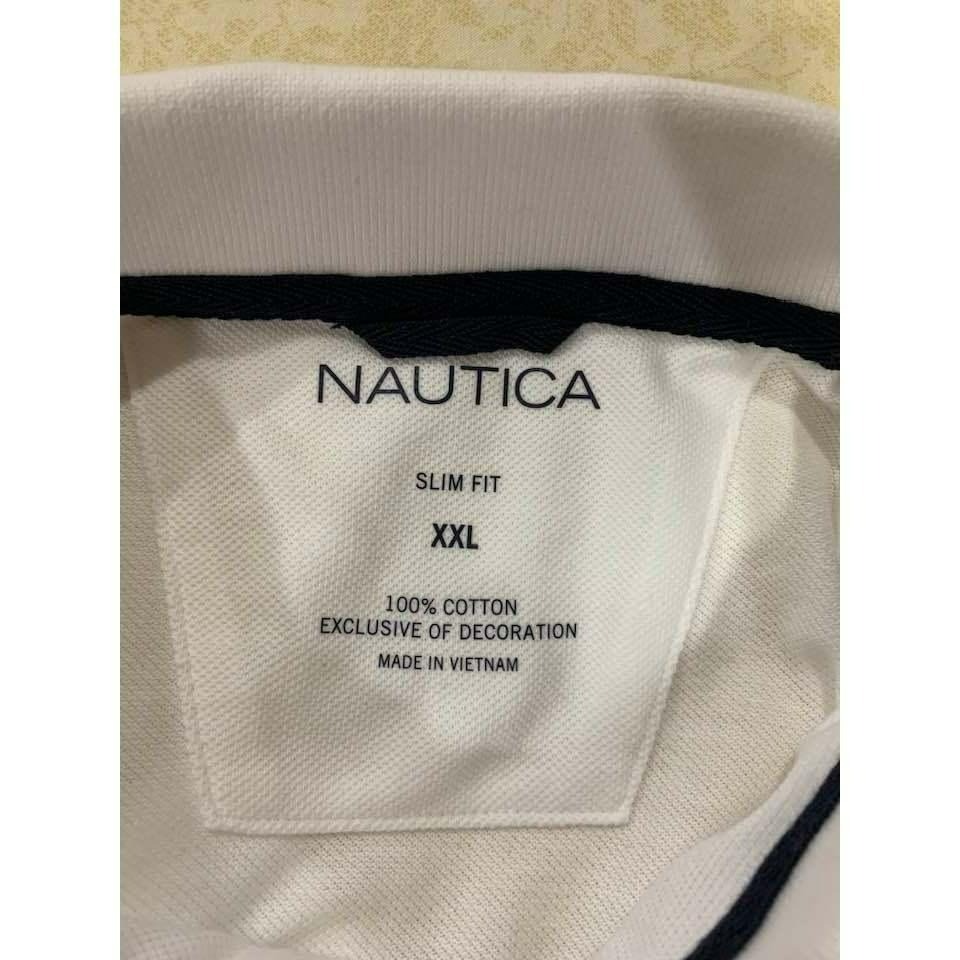 NAUTICA
SLIM FIT
XXL
100% COTTON
EXCLUSIVE OF DECORATION
MADE IN VIETNAM